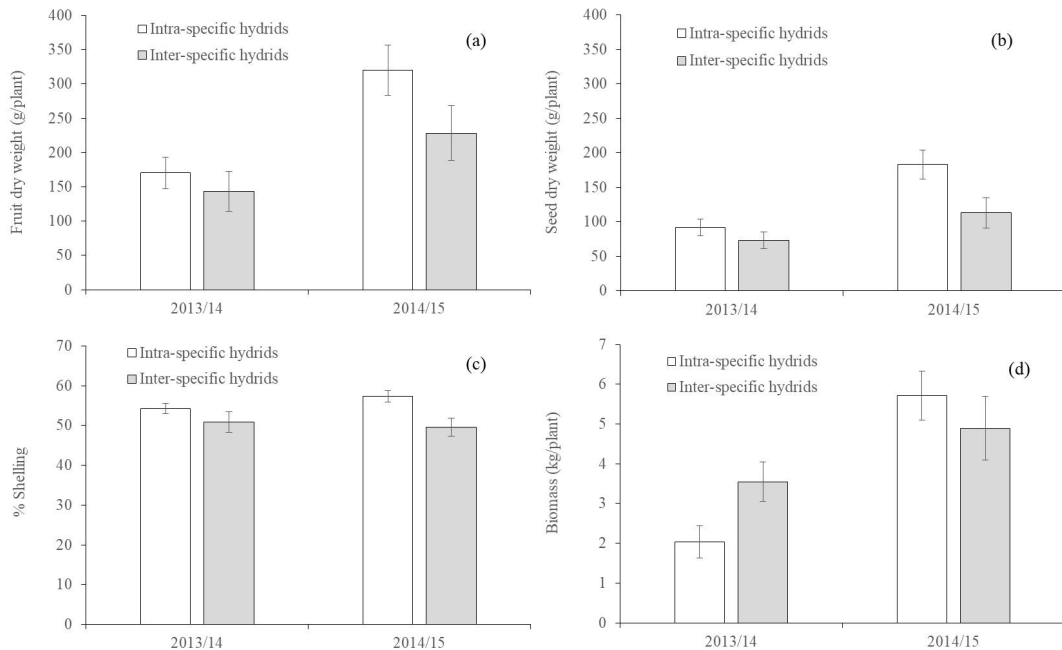 400
350
300
250
200
150
100
50
0
Fruit dry weight (g/plant)
Intra-specific hydrids
Inter-specific hydrids
(a)
2013/14
2014/15
400
350
300
250
200
150
100
50
0
Seed dry weight (g/plant)
Intra-specific hydrids
Inter-specific hydrids
(b)
2013/14
2014/15
70
60
50
40
30
20
10
0
% Shelling
Intra-specific hydrids
Inter-specific hydrids
(c)
2013/14
2014/15
7
6
5
4
3
2
1
0
Biomass (kg/plant)
Intra-specific hydrids
Inter-specific hydrids
(d)
2013/14
2014/15